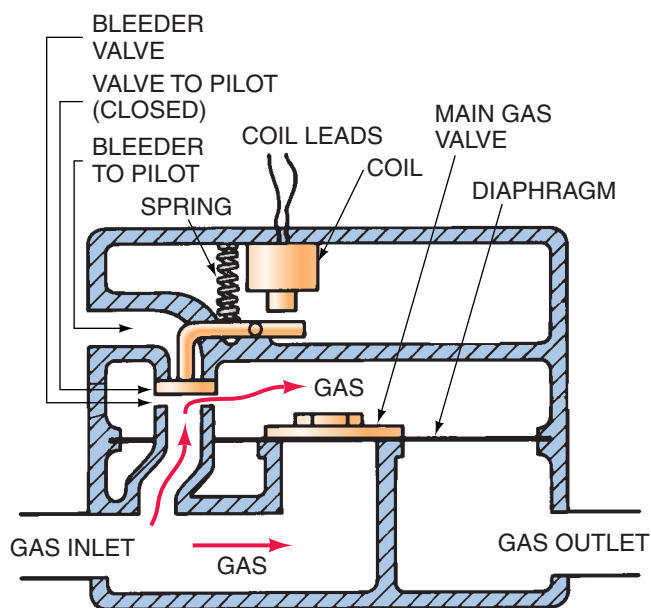 BLEEDER
VALVE
VALVE TO PILOT
(CLOSED)
BLEEDER
TO PILOT
SPRING
COIL LEADS
COIL
MAIN GAS
VALVE
DIAPHRAGM
GAS
GAS INLET
GAS
GAS OUTLET